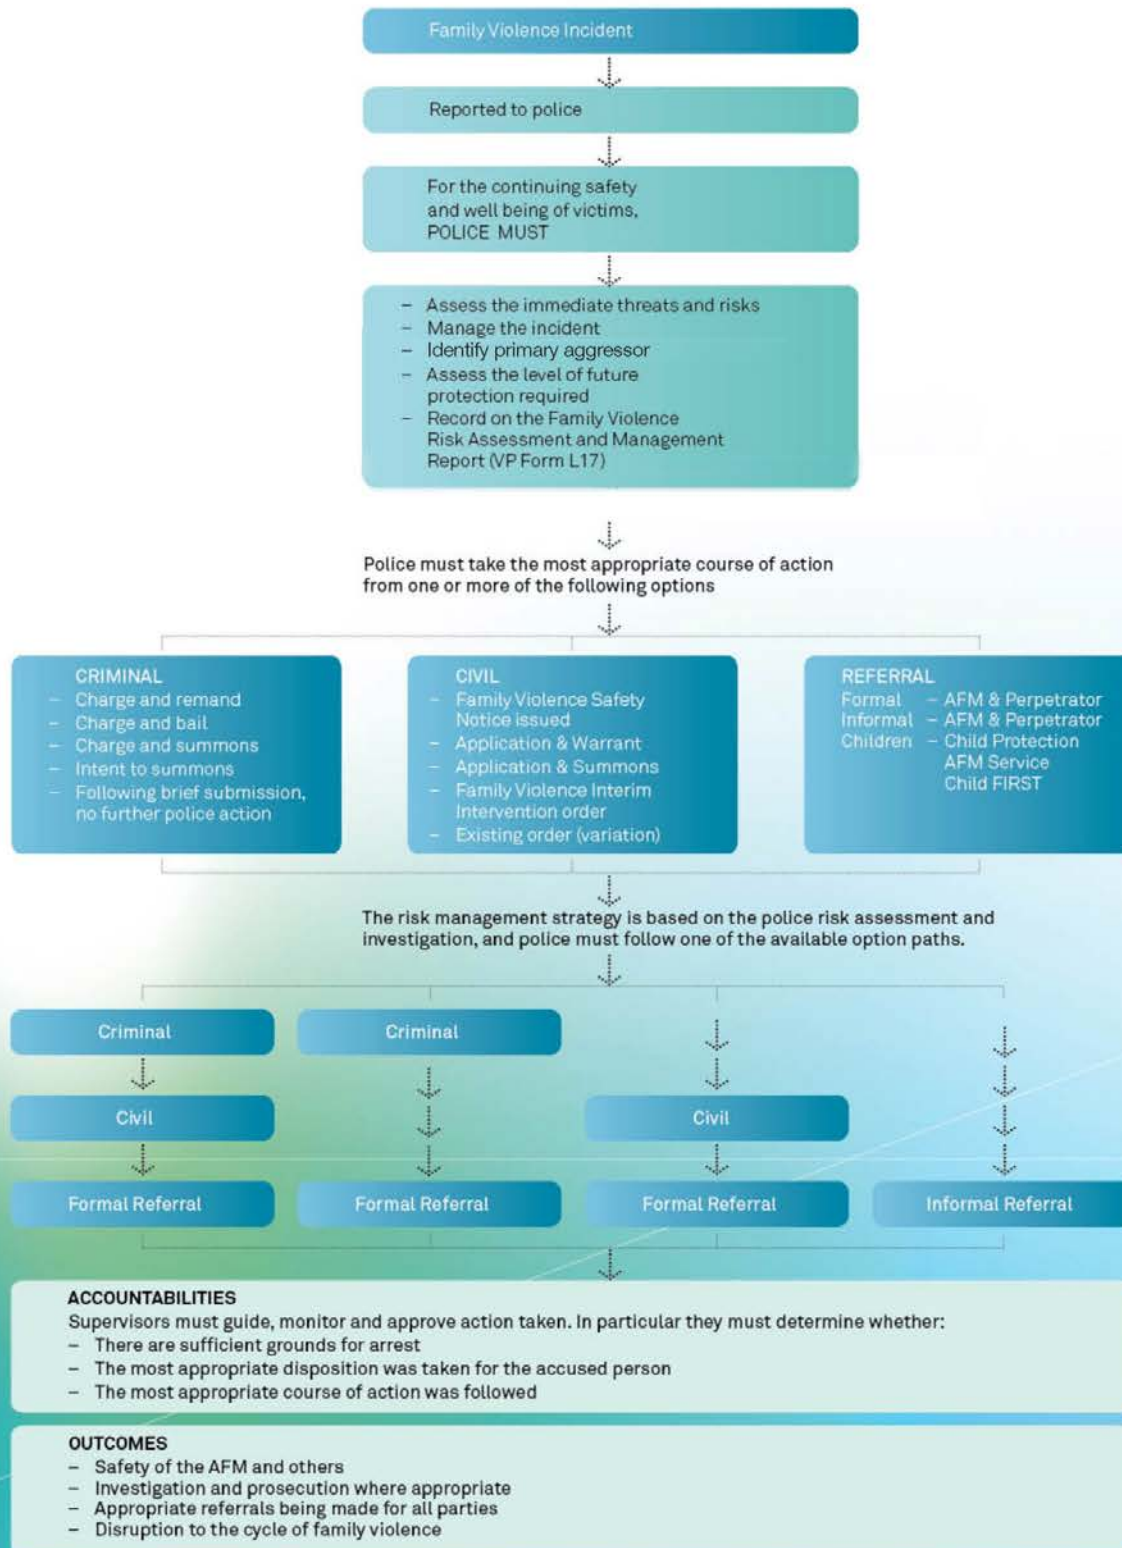 Family Violence Incident
Reported to police
For the continuing safety
and well being of victims,
POLICE MUST
– Assess the immediate threats and risks
– Manage the incident
– Identify primary aggressor
– Assess the level of future
protection required
– Record on the Family Violence
Risk Assessment and Management
Report (VP Form L17)
Police must take the most appropriate course of action
from one or more of the following options
CRIMINAL
– Charge and remand
– Charge and bail
– Charge and summons
– Intent to summons
– Following brief submission,
no further police action
CIVIL
– Family Violence Safety
Notice issued
– Application & Warrant
– Application & Summons
– Family Violence Interim
Intervention order
– Existing order (variation)
REFERRAL
Formal – AFM & Perpetrator
Informal – AFM & Perpetrator
Children – Child Protection
AFM Service
Child FIRST
The risk management strategy is based on the police risk assessment and
investigation, and police must follow one of the available option paths.
Criminal
Criminal
Civil
Civil
Formal Referral
Formal Referral
Formal Referral
Informal Referral
ACCOUNTABILITIES
Supervisors must guide, monitor and approve action taken. In particular they must determine whether:
– There are sufficient grounds for arrest
– The most appropriate disposition was taken for the accused person
– The most appropriate course of action was followed
OUTCOMES
– Safety of the AFM and others
– Investigation and prosecution where appropriate
– Appropriate referrals being made for all parties
– Disruption to the cycle of family violence